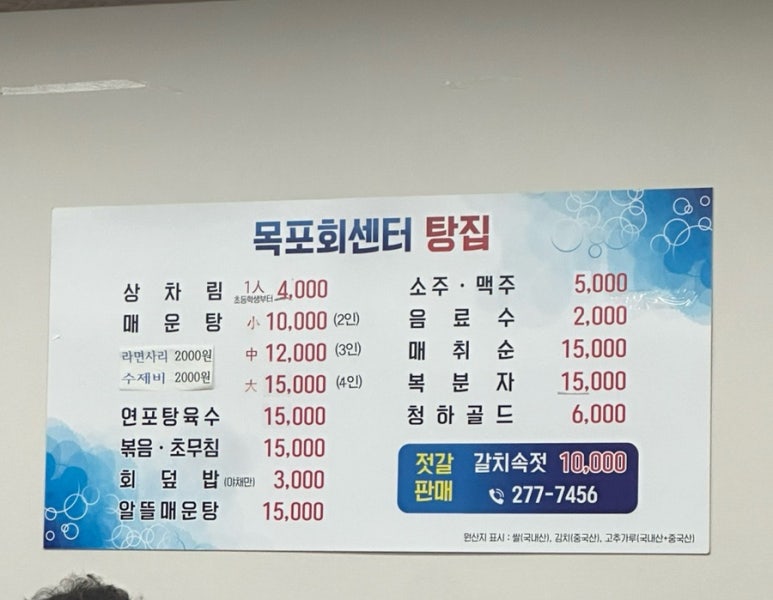 목포회센터 탕집
상차림 1人 초등학생부터 4,000
매운탕 小 10,000 (2인)
中 12,000 (3인)
大 15,000 (4인)
라면사리 2000원
수제비 2000원
연포탕육수 15,000
볶음·초무침 15,000
회덮밥 (야채만) 3,000
알뜰매운탕 15,000
소주·맥주 5,000
음료수 2,000
매취순 15,000
복분자 15,000
청하골드 6,000
젓갈 판매
갈치속젓 10,000
277-7456
원산지 표시 : 쌀(국내산), 김치(중국산), 고추가루(국내산+중국산)